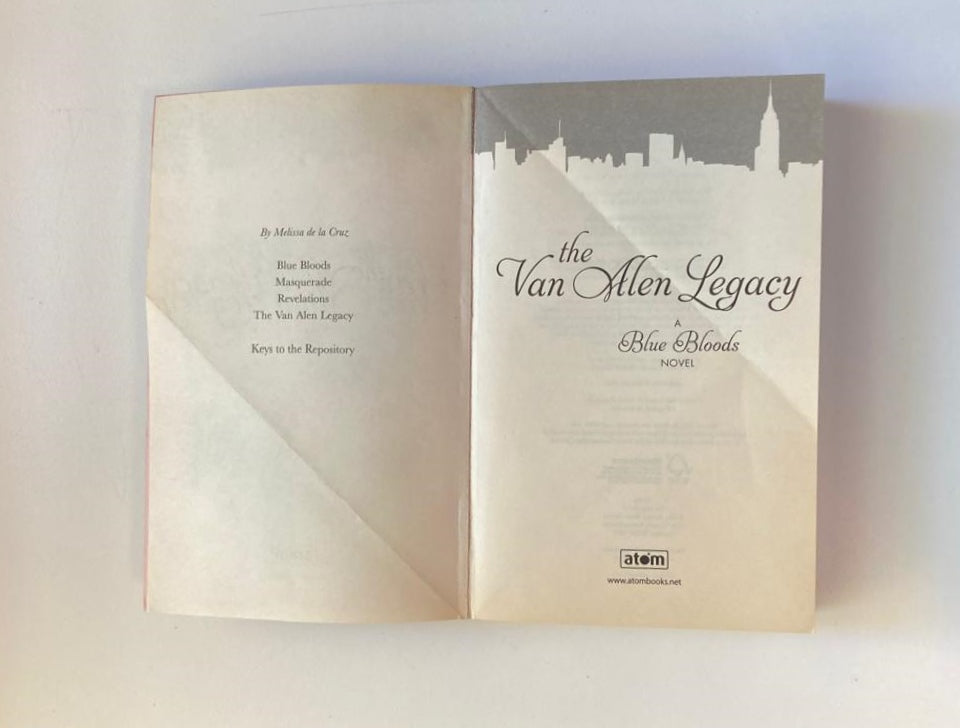 By Melissa de la Cruz
Blue Bloods
Masquerade
Revelations
The Van Alen Legacy
Keys to the Repository
the
Van Alen Legacy
A
Blue Bloods
NOVEL
atom
www.atombooks.net